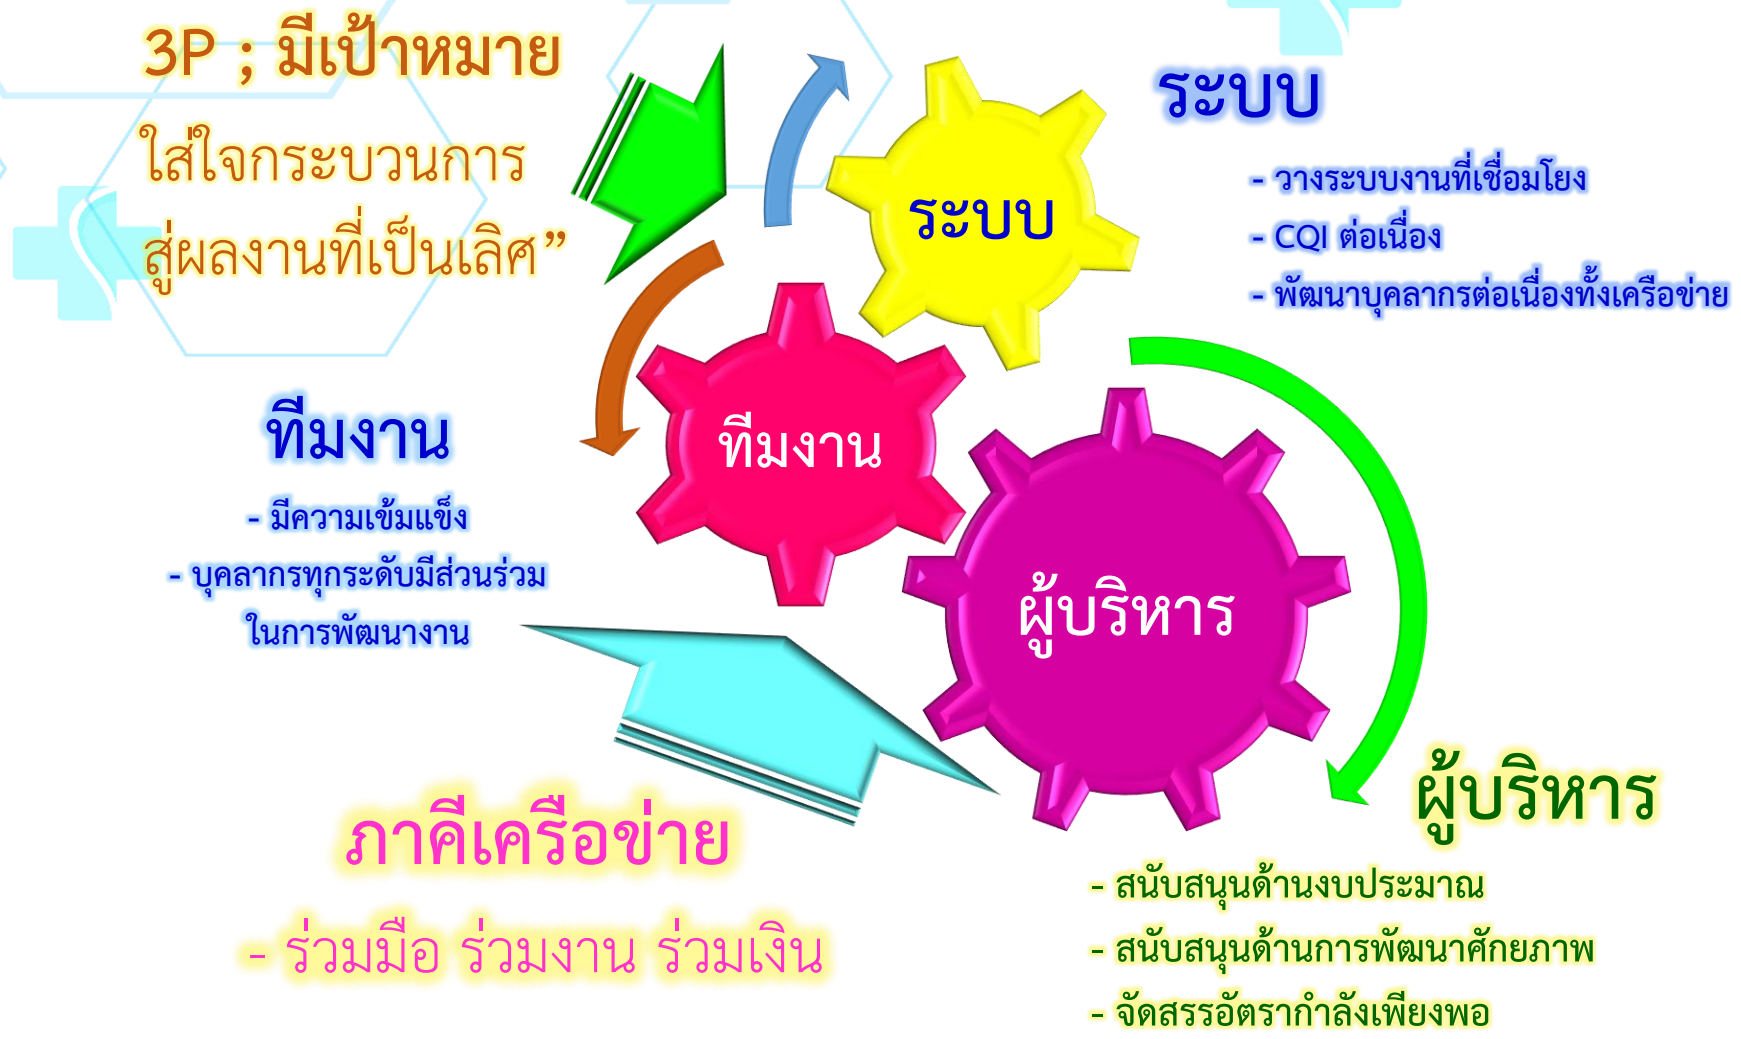 3P ; มีเป้าหมาย
ใส่ใจกระบวนการ
สู่ผลงานที่เป็นเลิศ”
ระบบ
- วางระบบงานที่เชื่อมโยง
- CQI ต่อเนื่อง
- พัฒนาบุคลากรต่อเนื่องทั้งเครือข่าย
ระบบ
ทีมงาน
ผู้บริหาร
ทีมงาน
- มีความเข้มแข็ง
- บุคลากรทุกระดับมีส่วนร่วม
ในการพัฒนางาน
ภาคีเครือข่าย
- ร่วมมือ ร่วมงาน ร่วมเงิน
ผู้บริหาร
- สนับสนุนด้านงบประมาณ
- สนับสนุนด้านการพัฒนาศักยภาพ
- จัดสรรอัตรากำลังเพียงพอ